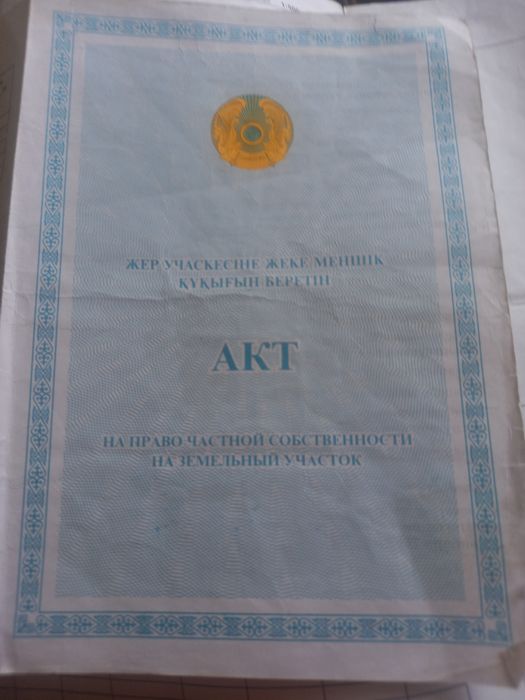 ЖЕР УЧАСКЕСІНЕ ЖЕКЕ МЕНШІК
ҚҰҚЫҒЫН БЕРЕТІН
АКТ
НА ПРАВО ЧАСТНОЙ СОБСТВЕННОСТИ
НА ЗЕМЕЛЬНЫЙ УЧАСТОК